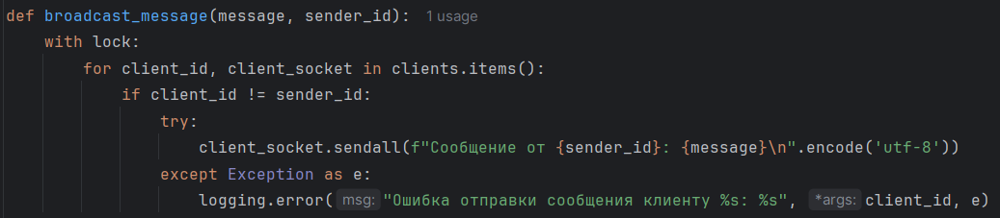 def broadcast_message(message, sender_id): 1 usage
    with lock:
        for client_id, client_socket in clients.items():
            if client_id != sender_id:
                try:
                    client_socket.sendall(f"Сообщение от {sender_id}: {message}\n".encode('utf-8'))
                except Exception as e:
                    logging.error( msg: "Ошибка отправки сообщения клиенту %s: %s", *args: client_id, e)